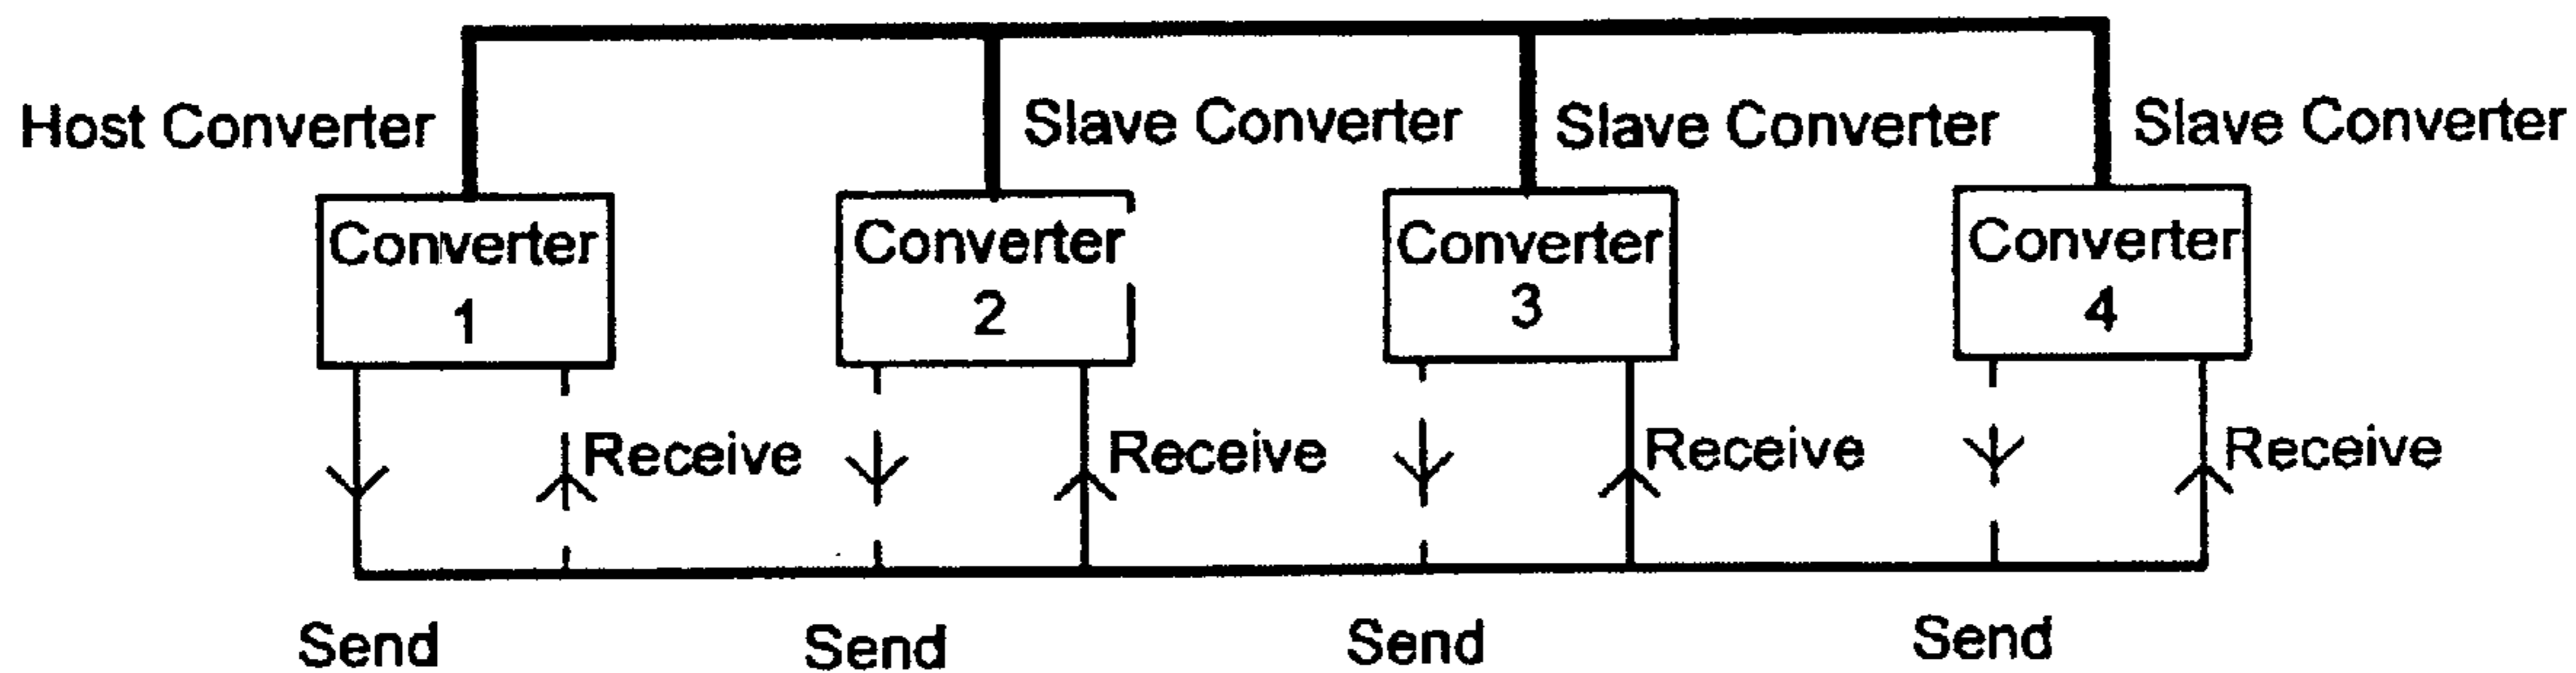 Host Converter
Slave Converter
Slave Converter
Slave Converter
Converter
1
Converter
2
Converter
3
Converter
4
Receive
Receive
Receive
Receive
Send
Send
Send
Send